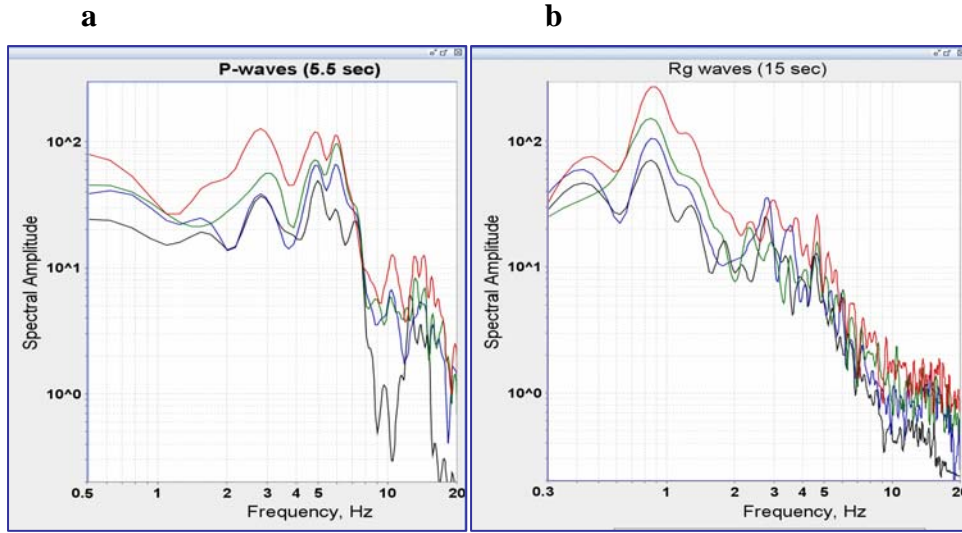 a
b
P-waves (5.5 sec)
Rg waves (15 sec)
Spectral Amplitude
10^2
10^1
10^0
0.5 1 2 3 4 5 10 20
Frequency, Hz
Spectral Amplitude
10^2
10^1
10^0
0.3 1 2 3 4 5 10 20
Frequency, Hz